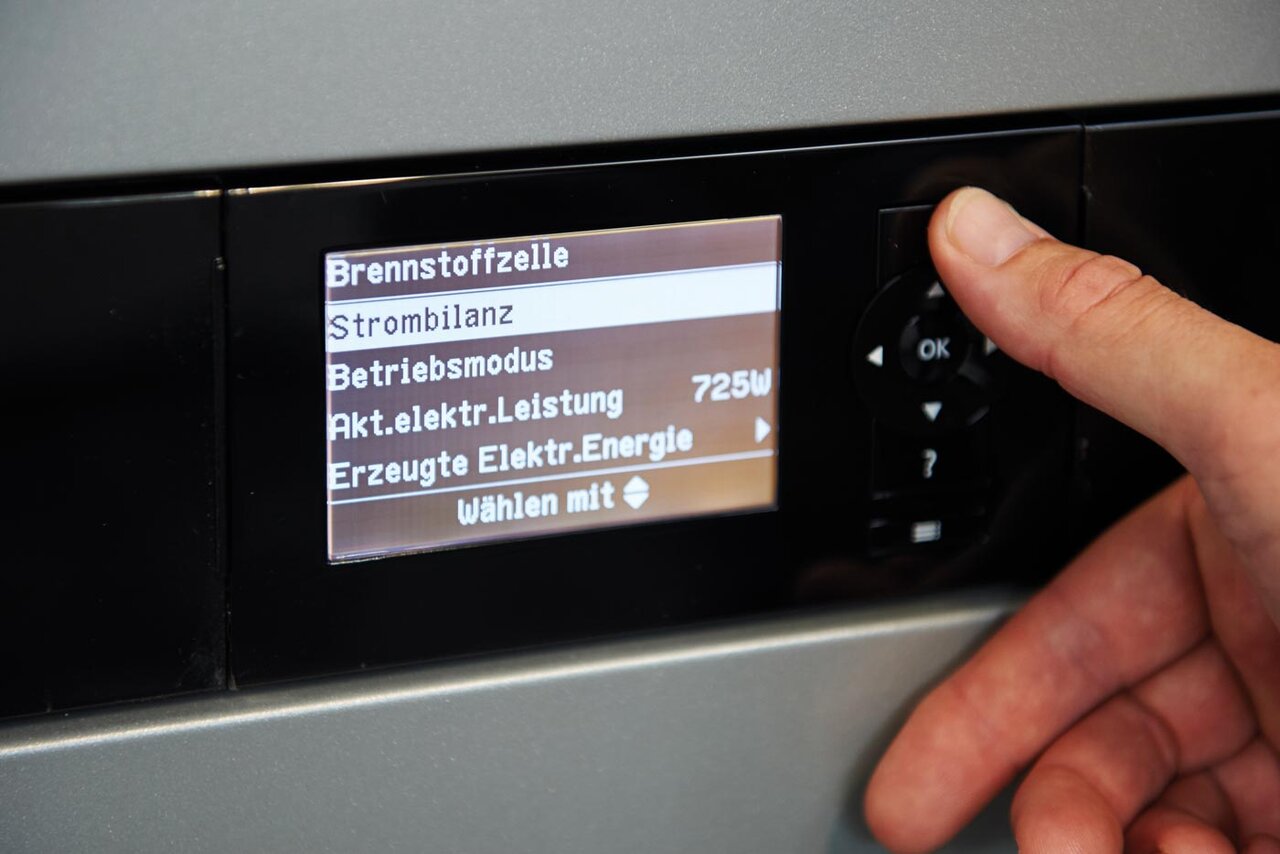 Brennstoffzelle
Strombilanz
Betriebsmodus
Akt.elektr.Leistung 725W
Erzeugte Elektr.Energie
Wählen mit
OK
?